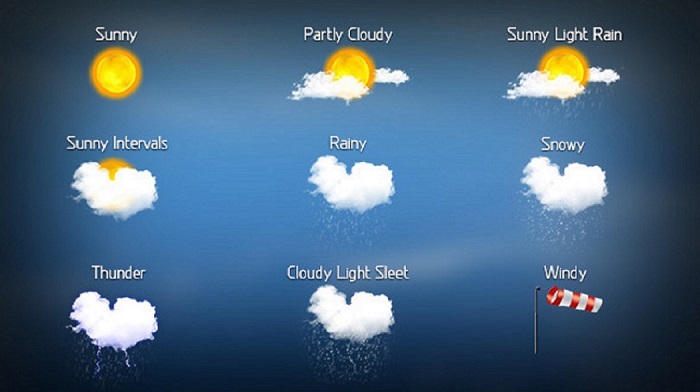 Sunny
Partly Cloudy
Sunny Light Rain
Sunny Intervals
Rainy
Snowy
Thunder
Cloudy Light Sleet
Windy